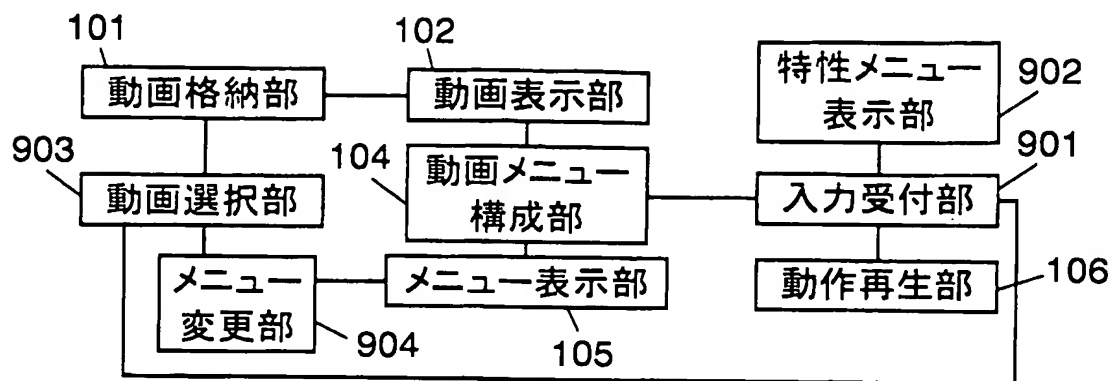 101
動画格納部
102
動画表示部
特性メニュー
表示部
902
903
動画選択部
104
動画メニュー
構成部
901
入力受付部
メニュー
変更部
904
メニュー表示部
105
動作再生部
106